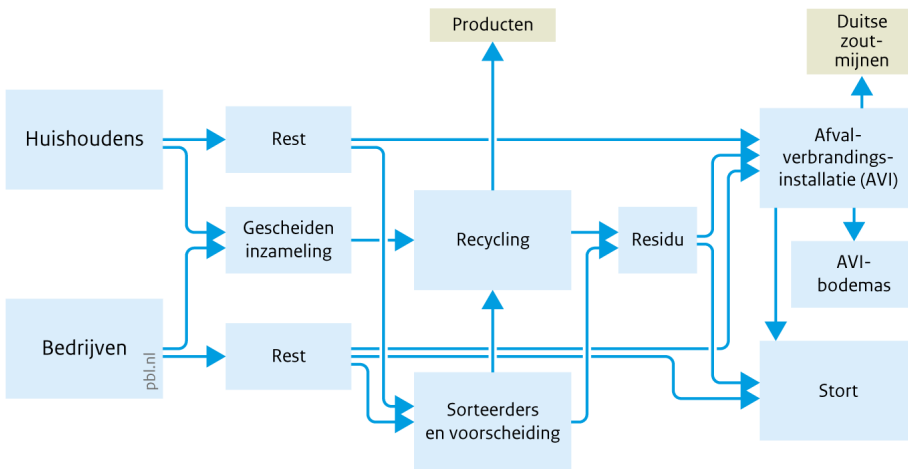 Producten
Duitse
zout-
mijnen
Huishoudens
Rest
Afval-
verbrandings-
installatie (AVI)
Gescheiden
inzameling
Recycling
Residu
AVI-
bodemas
Bedrijven
pbl.nl
Rest
Sorteerders
en voorscheiding
Stort